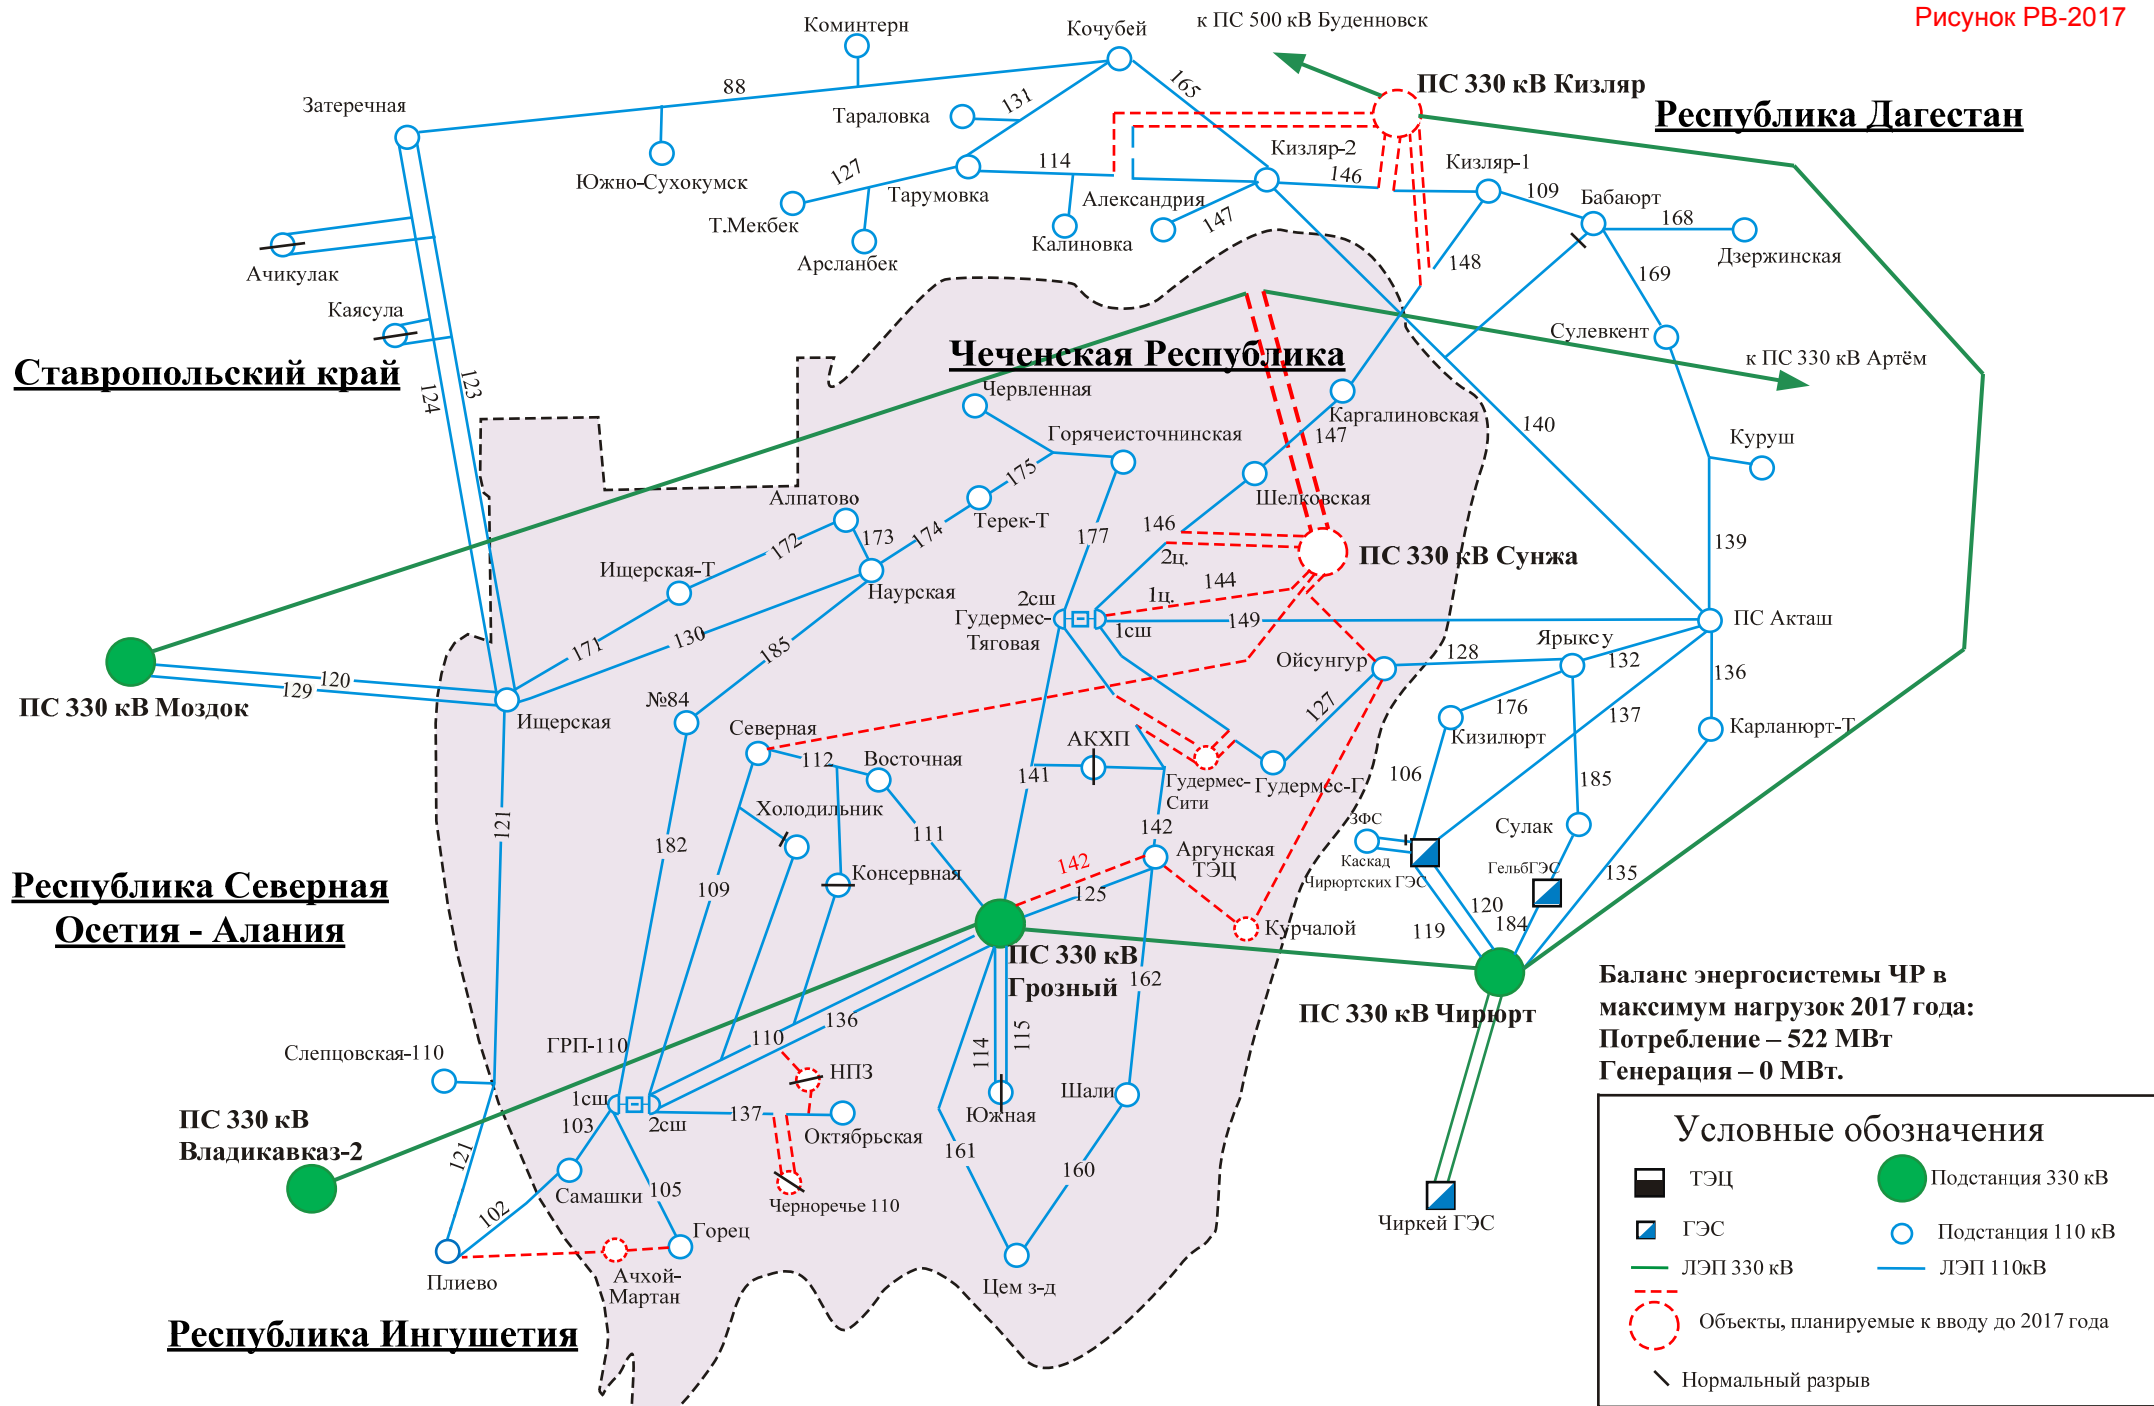 Рисунок РВ-2017
к ПС 500 кВ Буденновск
Коминтерн
Кочубей
88
165
ПС 330 кВ Кизляр
Республика Дагестан
Затеречная
Тараловка
131
Южно-Сухокумск
127
Тарумовка
114
Кизляр-2
146
Кизляр-1
109
Бабаюрт
168
Т.Мекбек
Александрия
147
Калиновка
Арсланбек
148
169
Дзержинская
Ачикулак
Каясула
Сулевкент
к ПС 330 кВ Артём
Ставропольский край
Чеченская Республика
124
123
Червленная
Каргалиновская
147
140
Куруш
Горячеисточнинская
175
Шелковская
Алпатово
Терек-Т
172
173
174
177
146
2ц.
139
ПС 330 кВ Сунжа
Ищерская-Т
Наурская
144
1ц.
2сш
Гудермес-
Тяговая
1сш
149
ПС Акташ
171
130
185
Ойсунгур
128
Ярыксу
132
136
120
129
ПС 330 кВ Моздок
Ищерская
№84
Северная
127
176
137
Кизилюрт
Карланюрт-Т
112
Восточная
АКХП
141
Гудермес-
Сити
Гудермес-Г
106
185
Холодильник
121
182
111
142
ЗФС
Сулак
Каскад
Чирюртских ГЭС
ГельбГЭС
135
Консервная
142
Аргунская
ТЭЦ
109
125
120
184
119
Республика Северная
Осетия - Алания
Курчалой
ПС 330 кВ
Грозный
162
ПС 330 кВ Чирюрт
Баланс энергосистемы ЧР в
максимум нагрузок 2017 года:
Потребление – 522 МВт
Генерация – 0 МВт.
110
136
114
115
Слепцовская-110
ГРП-110
НПЗ
1сш
103
2сш
137
Октябрьская
Южная
Шали
ПС 330 кВ
Владикавказ-2
121
161
160
Самашки
105
Черноречье 110
102
Горец
Чиркей ГЭС
Плиево
Ачхой-
Мартан
Цем з-д
Республика Ингушетия
Условные обозначения
ТЭЦ
Подстанция 330 кВ
ГЭС
Подстанция 110 кВ
ЛЭП 330 кВ
ЛЭП 110кВ
Объекты, планируемые к вводу до 2017 года
Нормальный разрыв